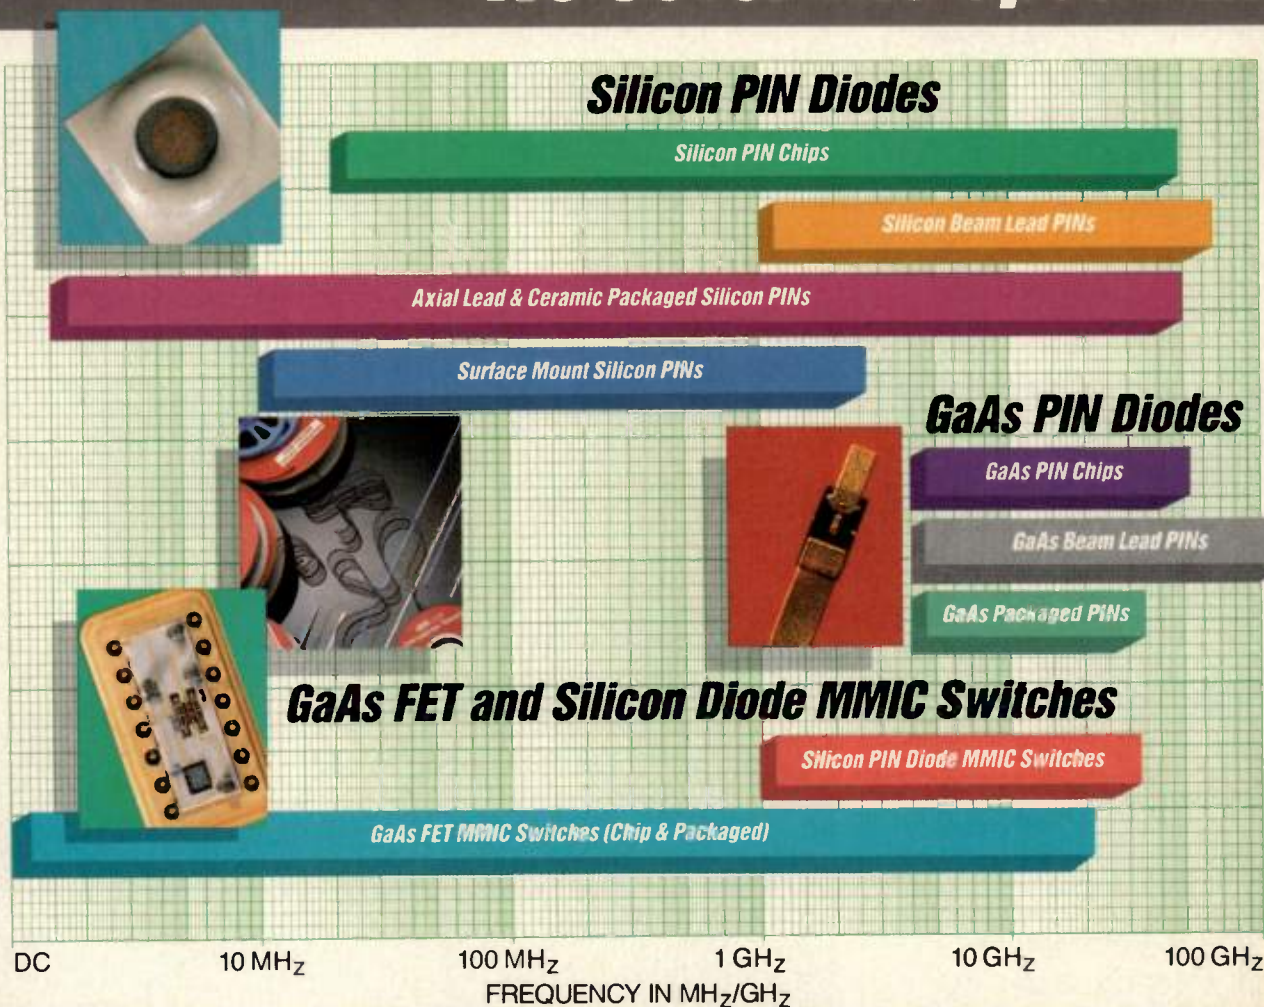 Silicon PIN Diodes
Silicon PIN Chips
Silicon Beam Lead PINs
Axial Lead & Ceramic Packaged Silicon PINs
Surface Mount Silicon PINs
GaAs PIN Diodes
GaAs PIN Chips
GaAs Beam Lead PINs
GaAs Packaged PINs
GaAs FET and Silicon Diode MMIC Switches
Silicon PIN Diode MMIC Switches
GaAs FET MMIC Switches (Chip & Packaged)
DC 10 MHz 100 MHz 1 GHz 10 GHz 100 GHz
FREQUENCY IN MHz/GHz